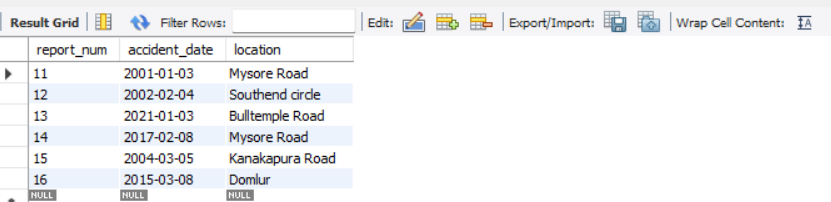 Result Grid Filter Rows: Edit: Export/Import: Wrap Cell Content: IA
report_num accident_date location
11 2001-01-03 Mysore Road
12 2002-02-04 Southend circle
13 2021-01-03 Bulltemple Road
14 2017-02-08 Mysore Road
15 2004-03-05 Kanakapura Road
16 2015-03-08 Domlur
NULL NULL NULL